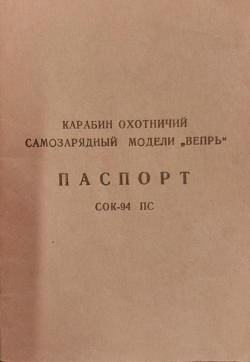 КАРАБИН ОХОТНИЧИЙ
САМОЗАРЯДНЫЙ МОДЕЛИ „ВЕПРЬ“
ПАСПОРТ
СОК-94 ПС